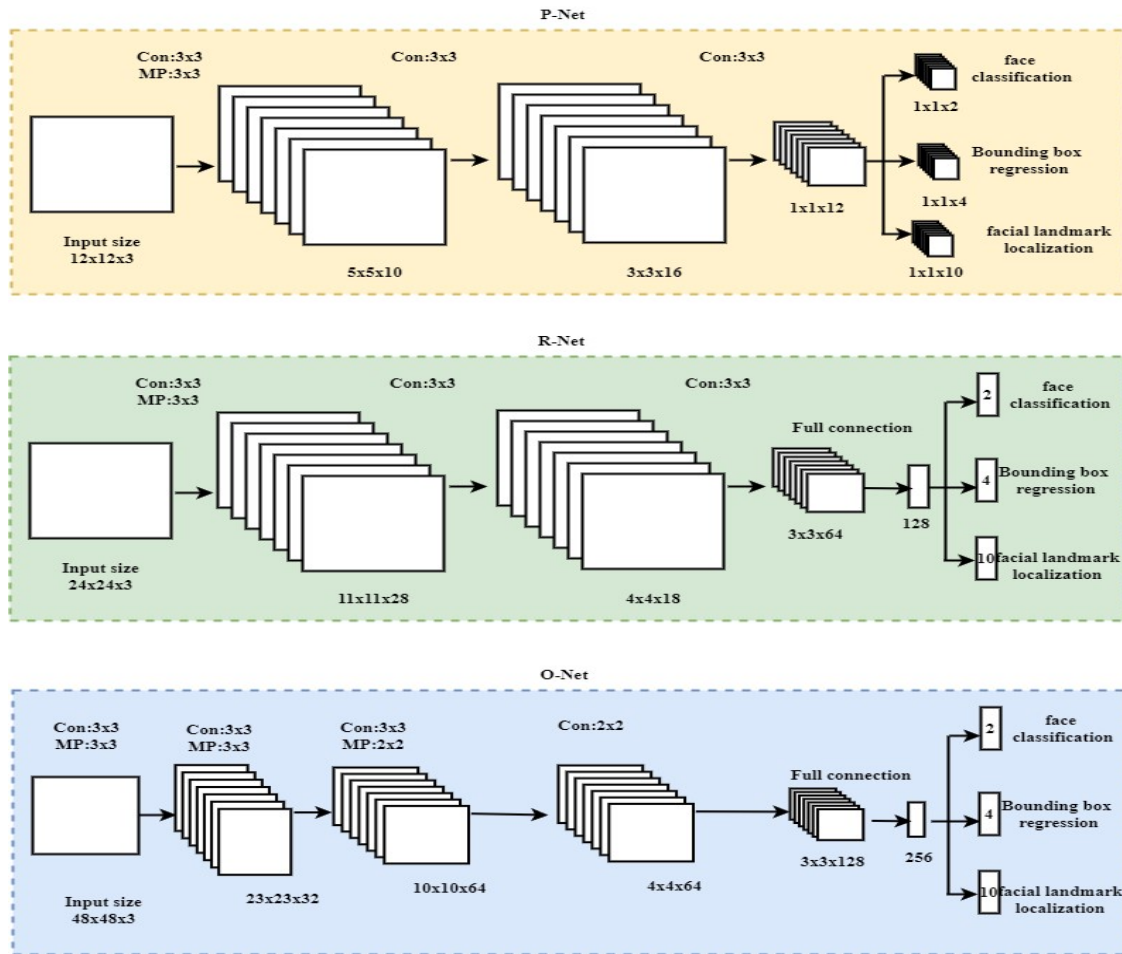 P-Net
Con:3x3
MP:3x3
Con:3x3
Con:3x3
face
classification
1x1x2
Bounding box
regression
1x1x4
1x1x12
facial landmark
localization
1x1x10
Input size
12x12x3
5x5x10
3x3x16
R-Net
Con:3x3
MP:3x3
Con:3x3
Con:3x3
2
face
classification
Full connection
4
Bounding box
regression
3x3x64
128
10
facial landmark
localization
Input size
24x24x3
11x11x28
4x4x18
O-Net
Con:3x3
MP:3x3
Con:3x3
MP:3x3
Con:3x3
MP:2x2
Con:2x2
2
face
classification
Full connection
4
Bounding box
regression
3x3x128
256
10
facial landmark
localization
Input size
48x48x3
23x23x32
10x10x64
4x4x64